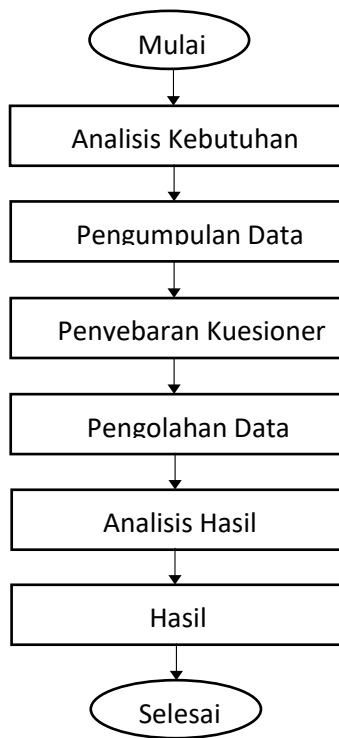 Mulai
Analisis Kebutuhan
Pengumpulan Data
Penyebaran Kuesioner
Pengolahan Data
Analisis Hasil
Hasil
Selesai